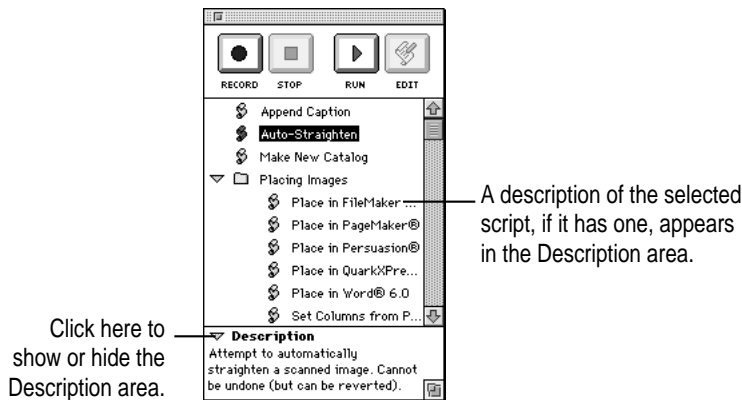 RECORD STOP RUN EDIT
Append Caption
Auto-Straighten
Make New Catalog
Placing Images
Place in FileMaker ...
Place in PageMaker®
Place in Persuasion®
Place in QuarkXPre...
Place in Word® 6.0
Set Columns from P...
A description of the selected
script, if it has one, appears
in the Description area.
Click here to
show or hide the
Description area.
Description
Attempt to automatically
straighten a scanned image. Cannot
be undone (but can be reverted).